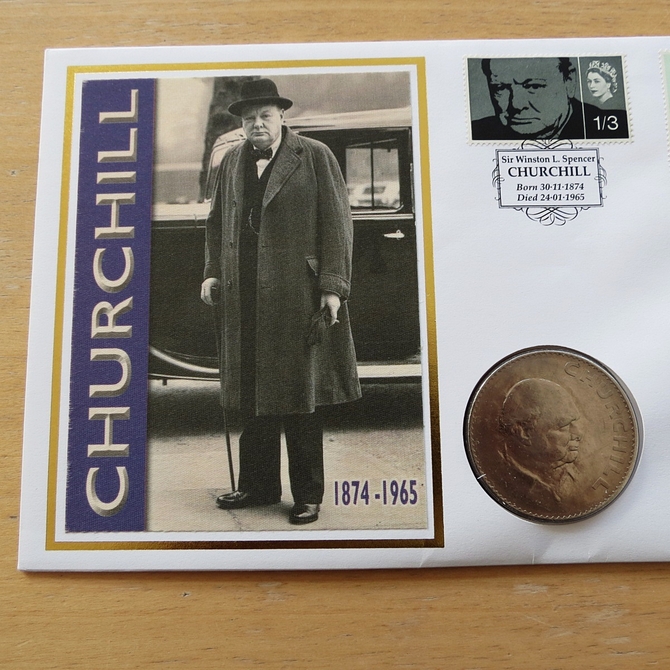 CHURCHILL
1874-1965
1/3
Sir Winston L. Spencer
CHURCHILL
Born 30·11·1874
Died 24·01·1965
CHURCHILL